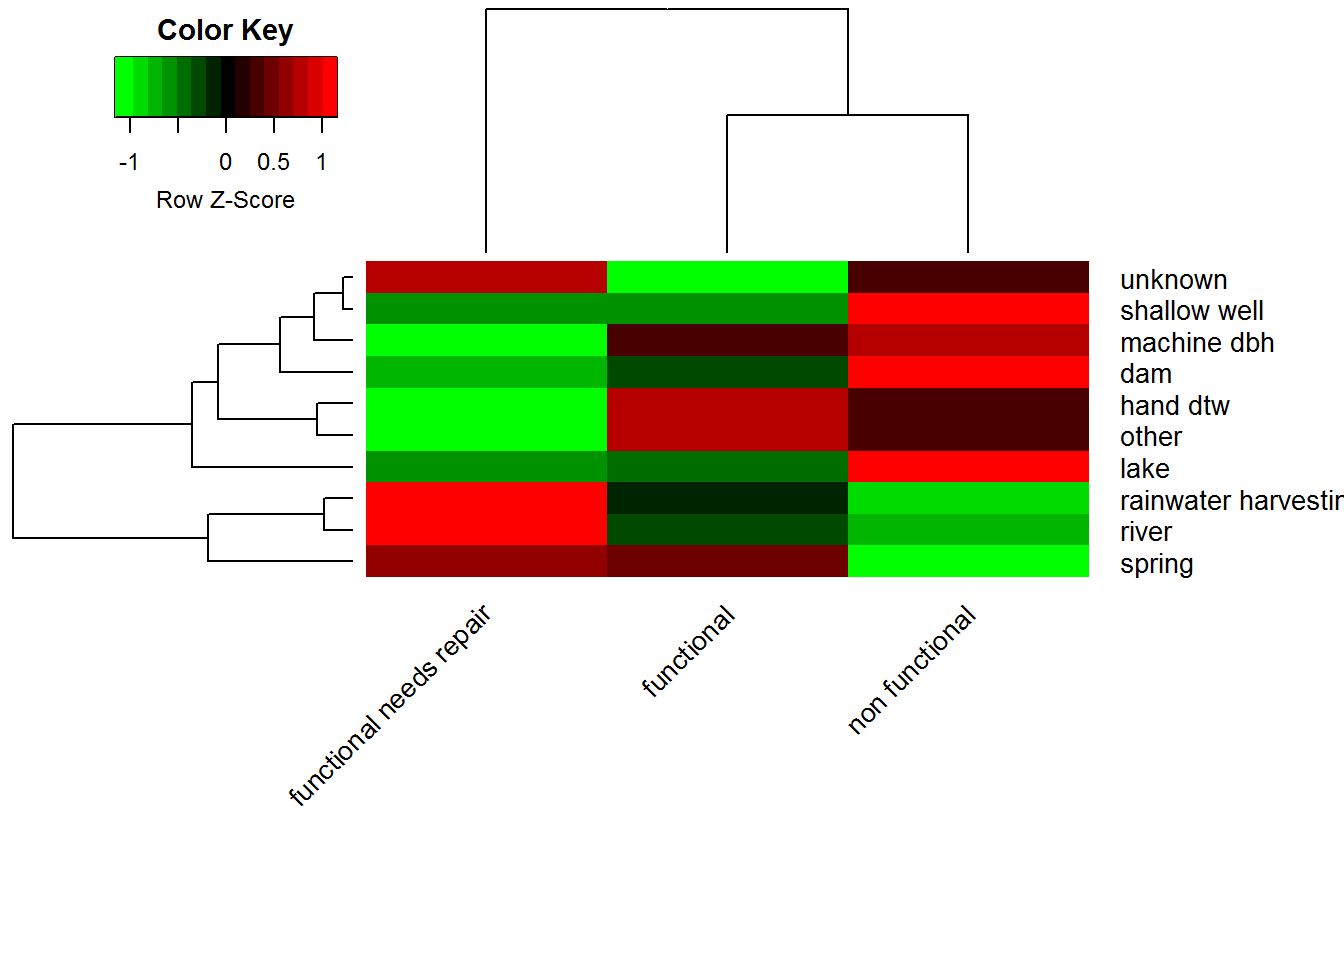 Color Key
-1 0 0.5 1
Row Z-Score
unknown
shallow well
machine dbh
dam
hand dtw
other
lake
rainwater harvestin
river
spring
functional needs repair
functional
non functional